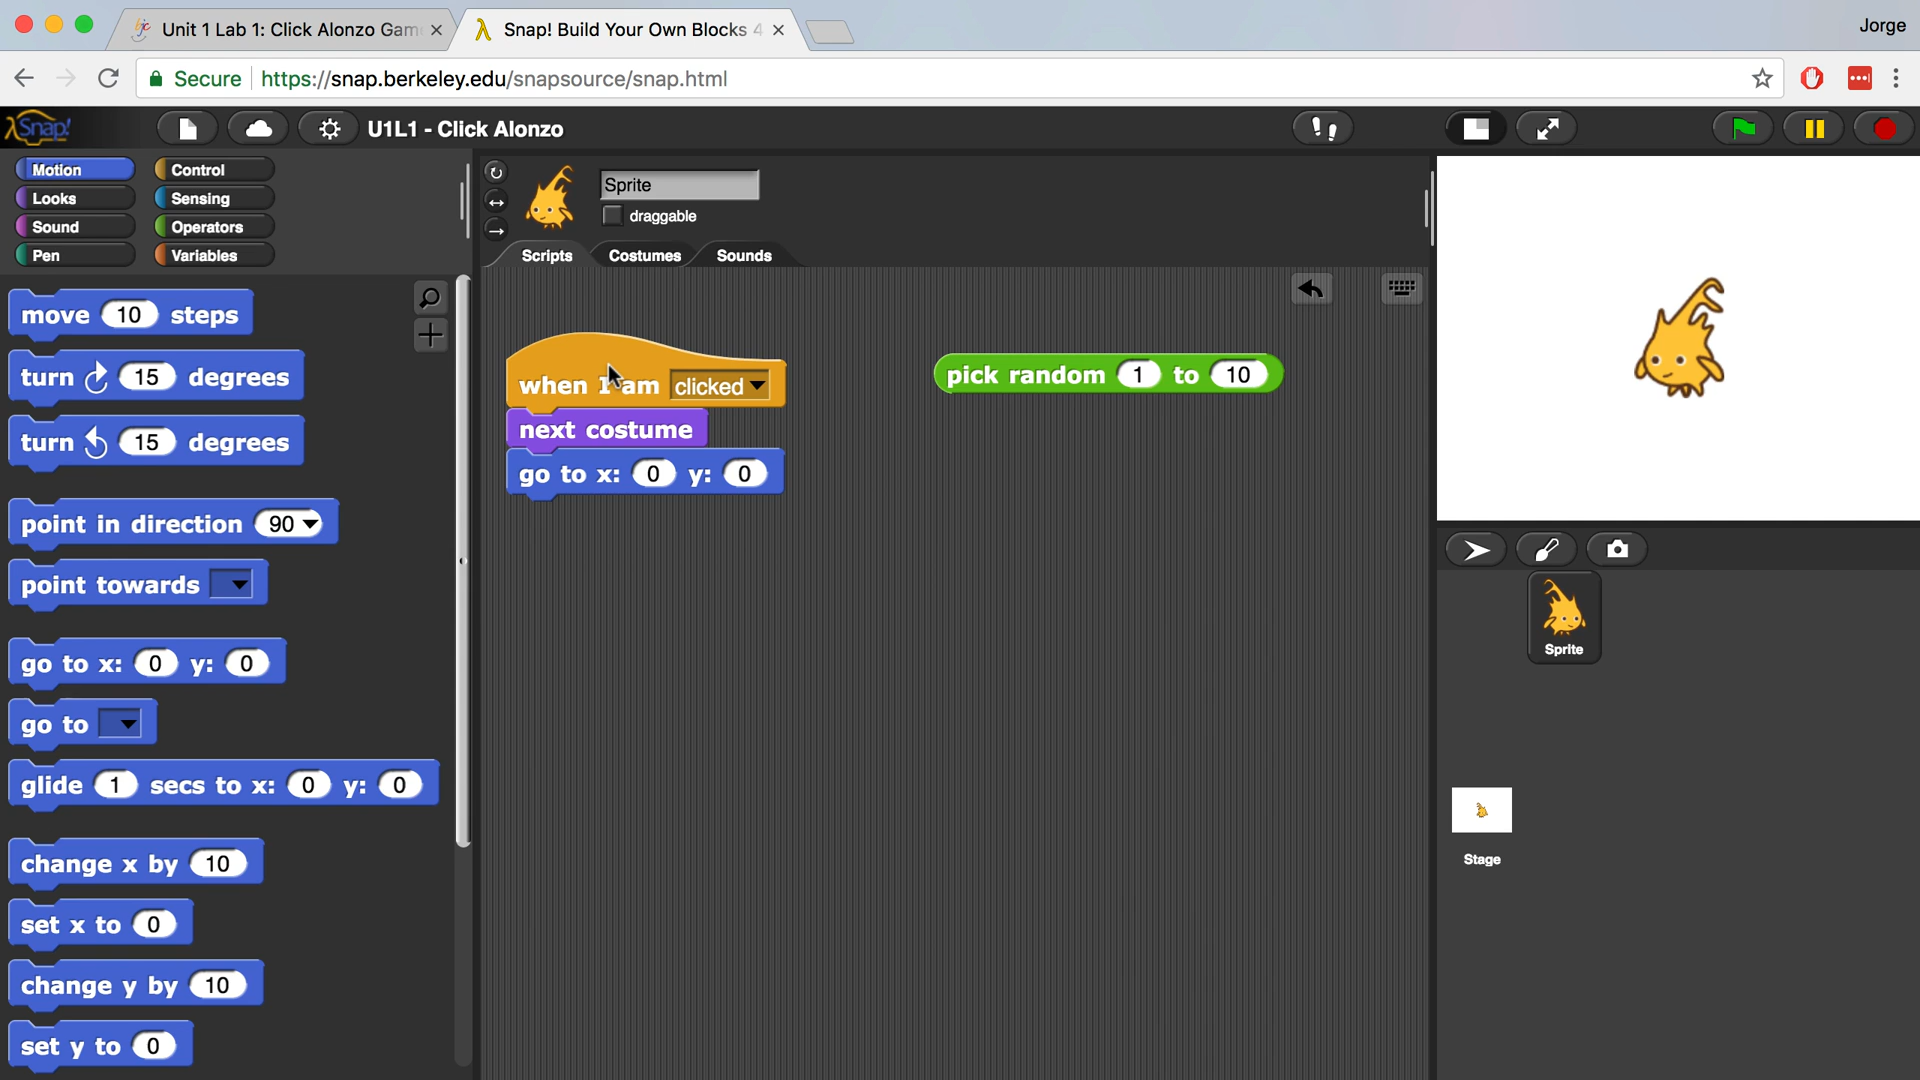 Unit 1 Lab 1: Click Alonzo Gam
Snap! Build Your Own Blocks 4
Jorge
Secure https://snap.berkeley.edu/snapsource/snap.html
Snap!
U1L1 - Click Alonzo
Motion
Control
Looks
Sensing
Sound
Operators
Pen
Variables
Sprite
draggable
Scripts
Costumes
Sounds
move 10 steps
turn 15 degrees
turn 15 degrees
point in direction 90
point towards
go to x: 0 y: 0
go to
glide 1 secs to x: 0 y: 0
change x by 10
set x to 0
change y by 10
set y to 0
when I am clicked
next costume
go to x: 0 y: 0
pick random 1 to 10
Sprite
Stage